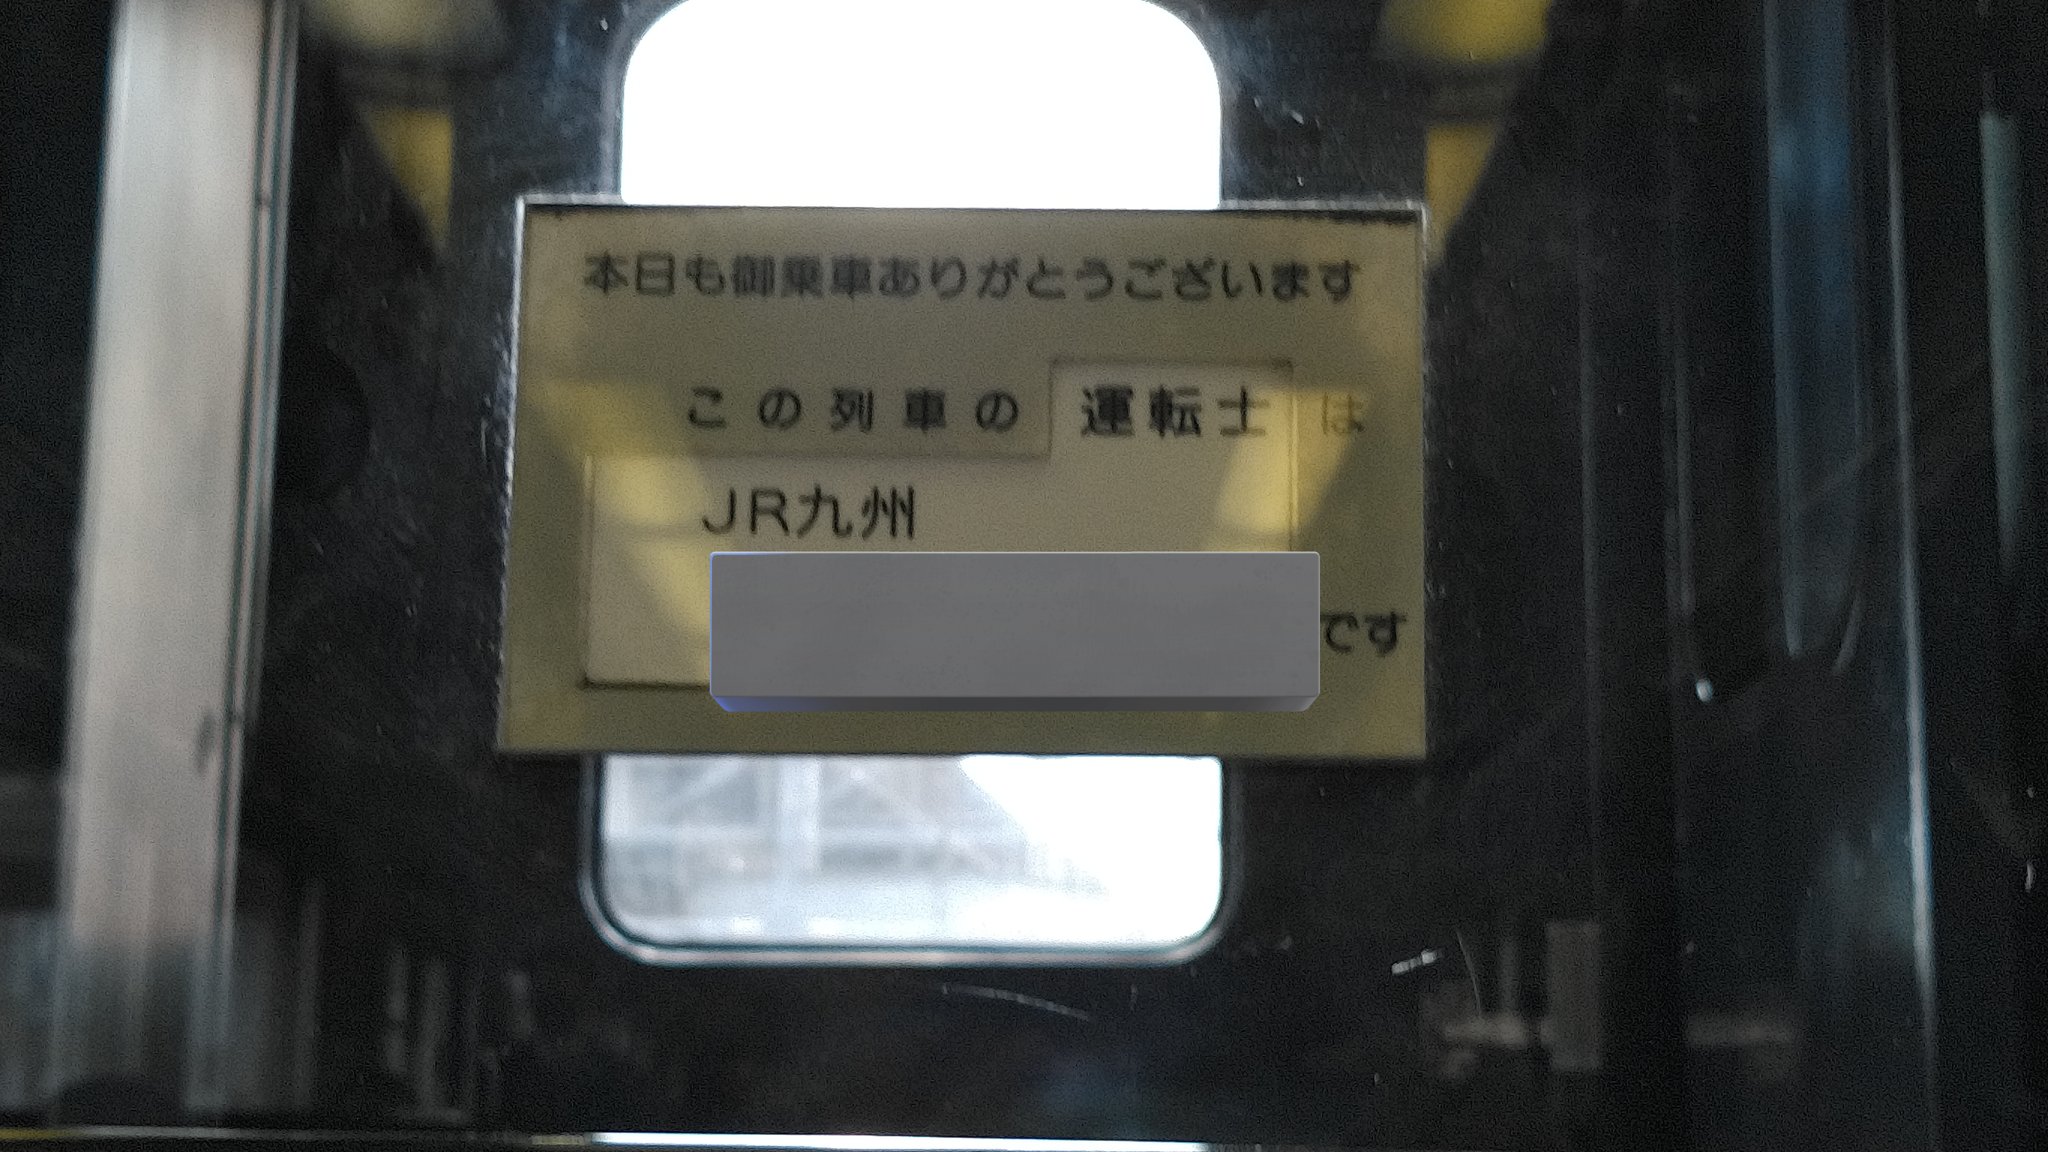 本日も御乗車ありがとうございます
この列車の運転士は
JR九州
です